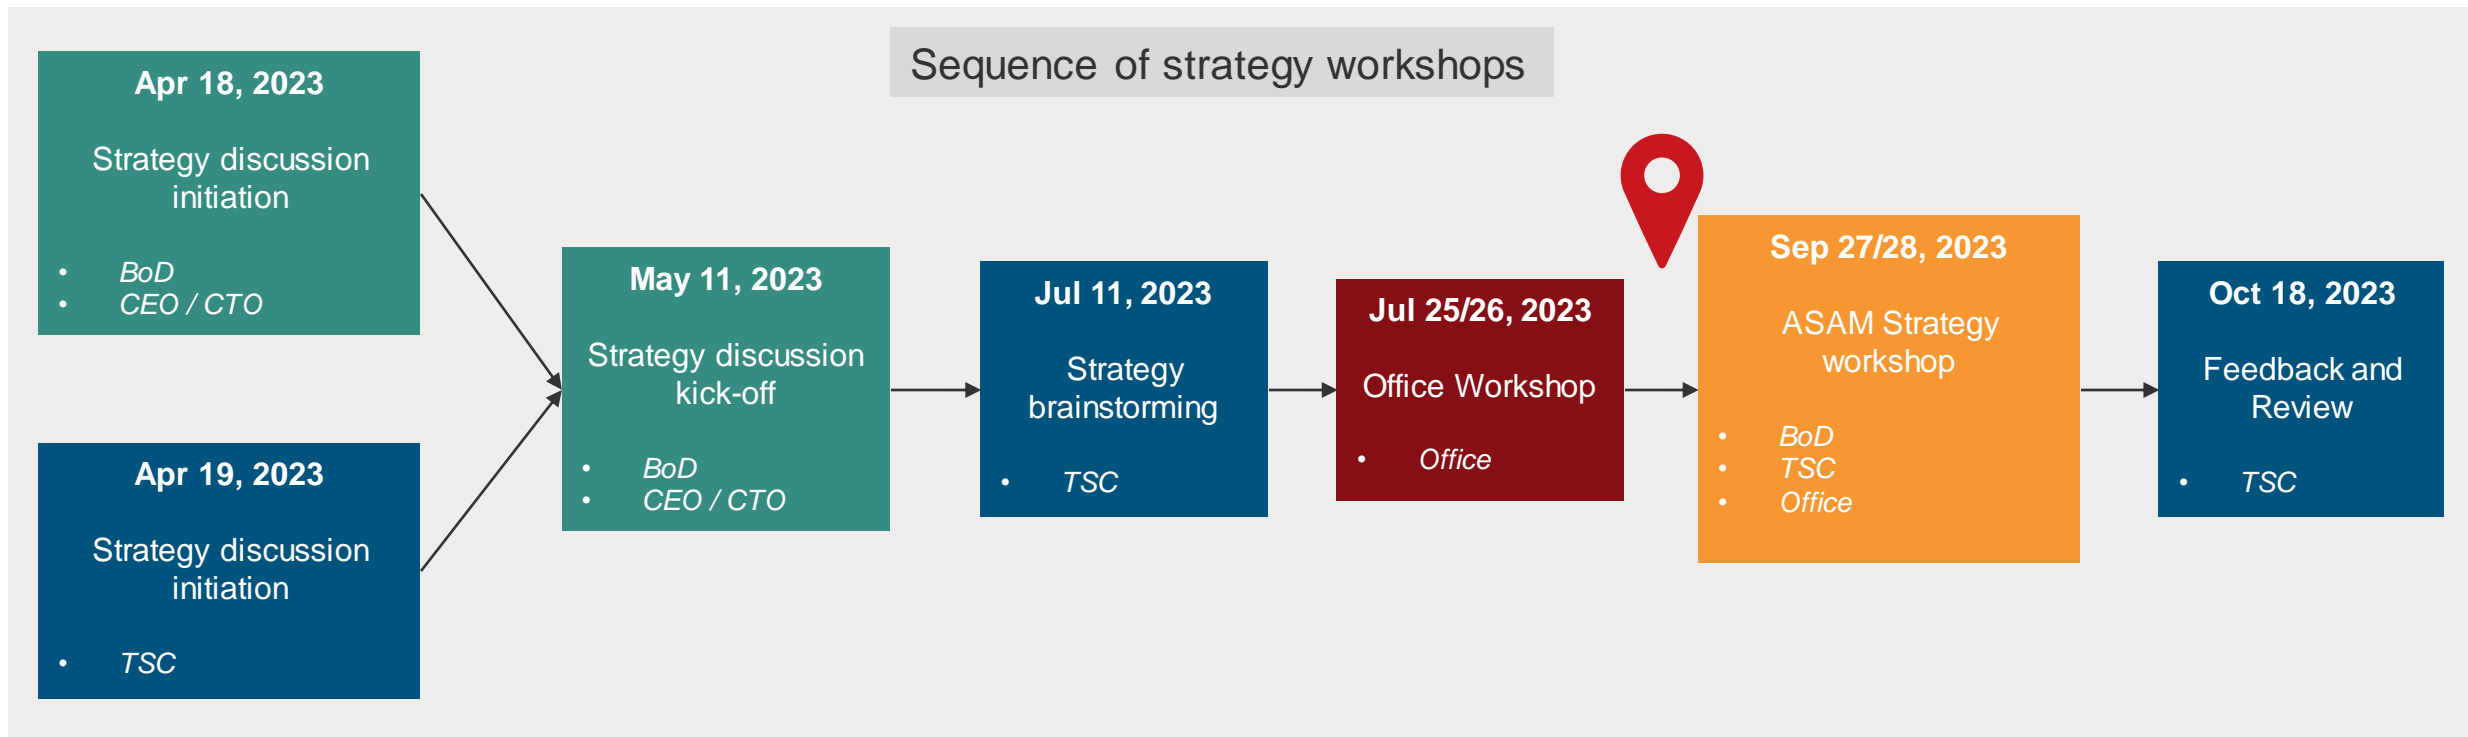 Sequence of strategy workshops
Apr 18, 2023
Strategy discussion
initiation
• BoD
• CEO / CTO
Apr 19, 2023
Strategy discussion
initiation
• TSC
May 11, 2023
Strategy discussion
kick-off
• BoD
• CEO / CTO
Jul 11, 2023
Strategy
brainstorming
• TSC
Jul 25/26, 2023
Office Workshop
• Office
Sep 27/28, 2023
ASAM Strategy
workshop
• BoD
• TSC
• Office
Oct 18, 2023
Feedback and
Review
• TSC